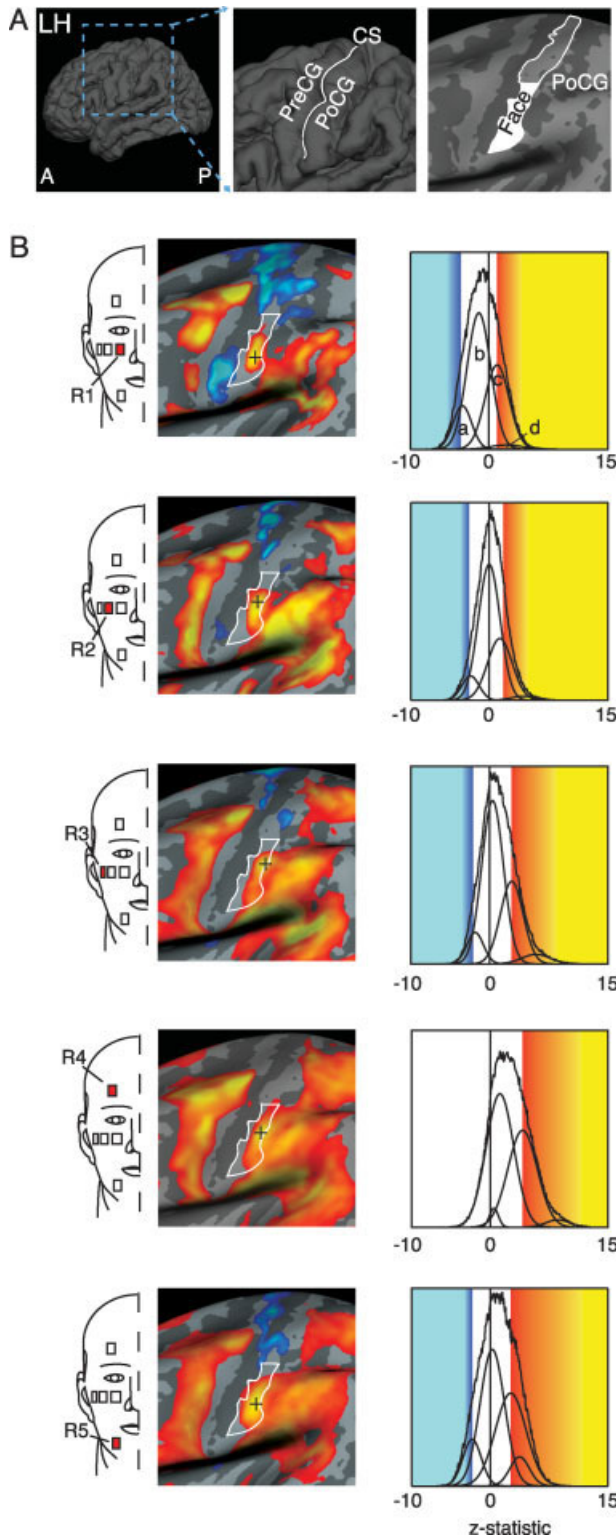 A
LH
A
P
PreCG
PoCG
CS
Face
PoCG
B
R1
a
b
c
d
-10 0 15
R2
-10 0 15
R3
-10 0 15
R4
-10 0 15
R5
-10 0 15
z-statistic